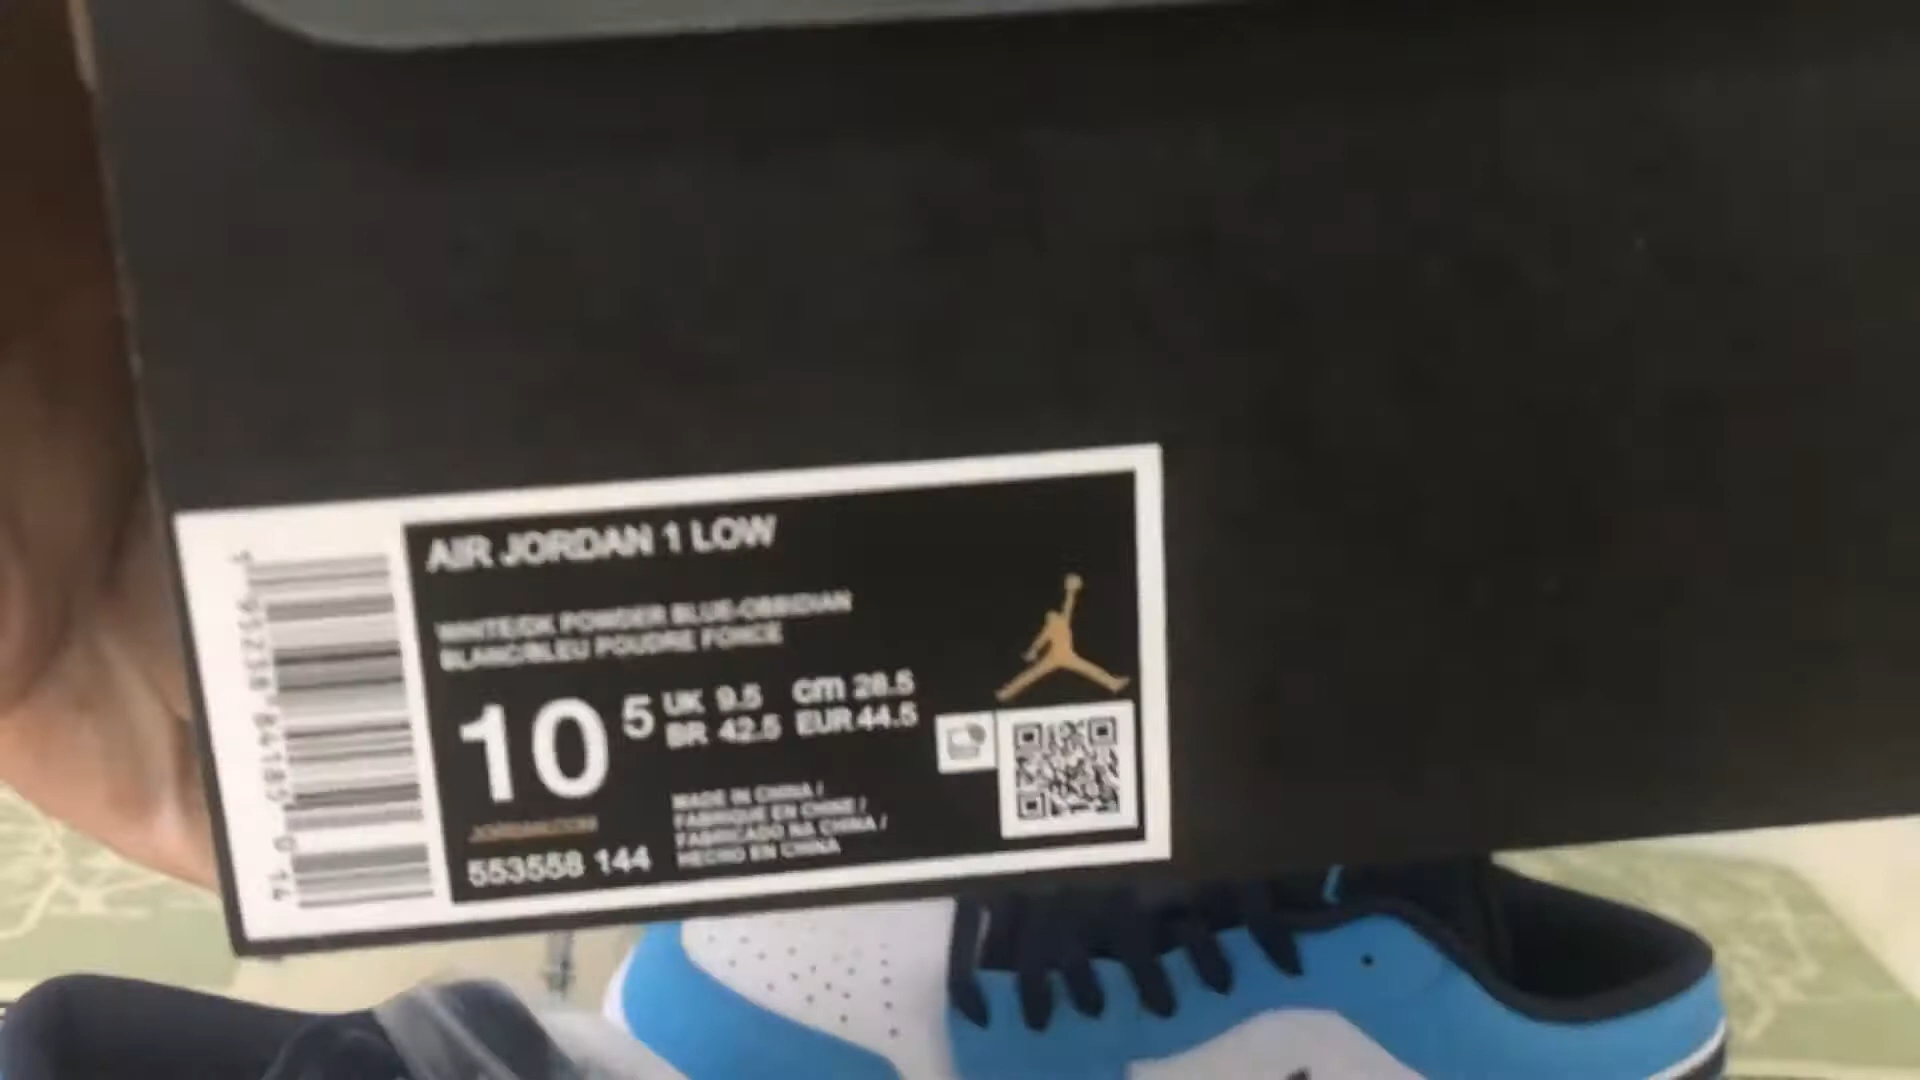 AIR JORDAN 1 LOW
WHITE/DK POWDER BLUE-OBSIDIAN
BLANC/BLEU POUDRE FONCE
10 5
UK 9.5 cm 28.5
BR 42.5 EUR 44.5
JORDAN.COM
553558 144
MADE IN CHINA /
FABRIQUE EN CHINE /
FABRICADO NA CHINA /
HECHO EN CHINA